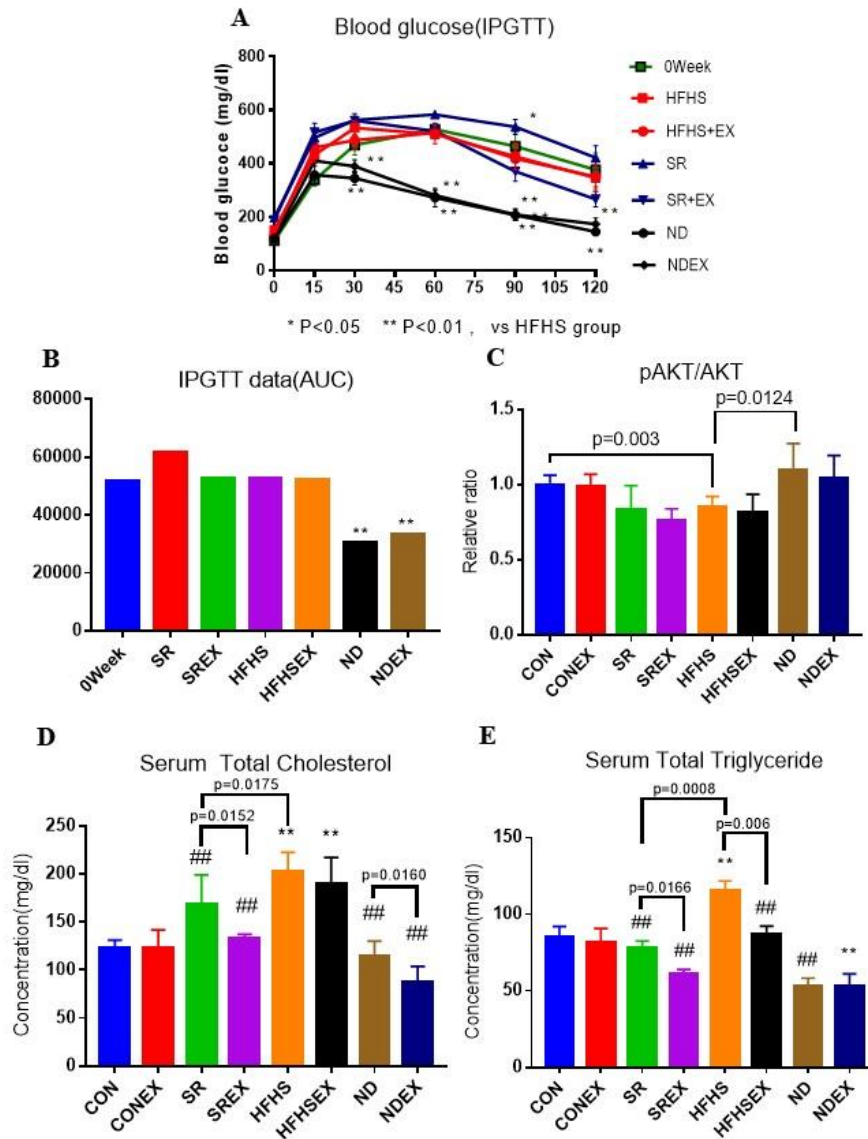 A
Blood glucose(IPGTT)
Blood glucoce (mg/dl)
800
600
400
200
0
0 15 30 45 60 75 90 105 120
*
**
**
**
**
**
**
**
**
**
0Week
HFHS
HFHS+EX
SR
SR+EX
ND
NDEX
* P<0.05 ** P<0.01 , vs HFHS group
B
IPGTT data(AUC)
80000
60000
40000
20000
0
** **
0Week SR SREX HFHS HFHSEX ND NDEX
C
pAKT/AKT
Relative ratio
1.5
1.0
0.5
0.0
p=0.0124
p=0.003
CON CONEX SR SREX HFHS HFHSEX ND NDEX
D
Serum Total Cholesterol
Concentration(mg/dl)
250
200
150
100
50
0
p=0.0175
p=0.0152
p=0.0160
## ## ** ** ## ##
CON CONEX SR SREX HFHS HFHSEX ND NDEX
E
Serum Total Triglyceride
Concentration(mg/dl)
150
100
50
0
p=0.0008
p=0.006
p=0.0166
## ## ** ## ## **
CON CONEX SR SREX HFHS HFHSEX ND NDEX